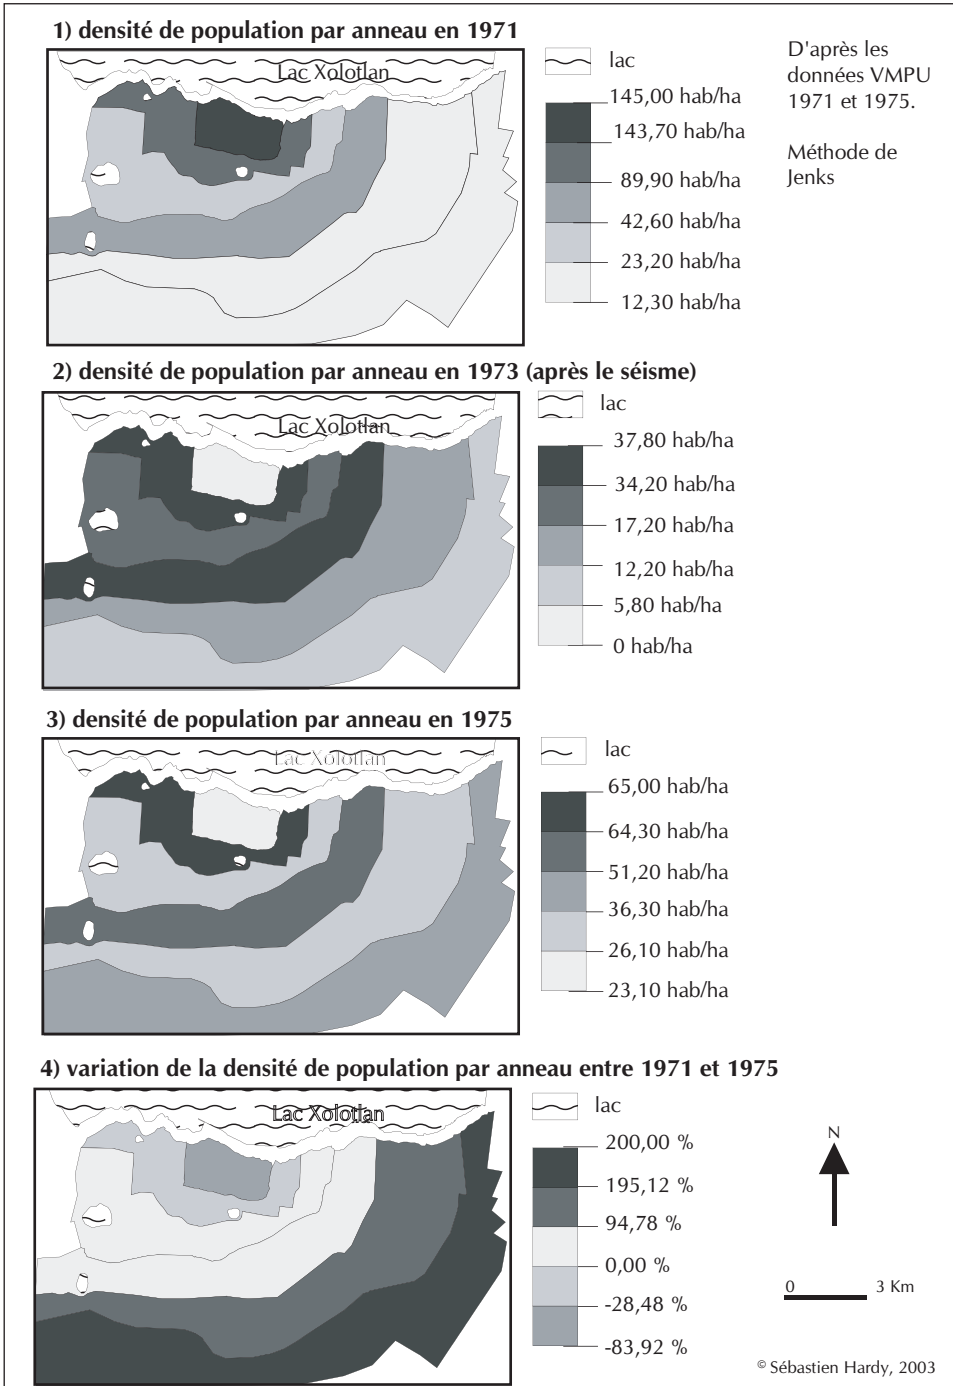 1) densité de population par anneau en 1971
Lac Xolotlan
lac
145,00 hab/ha
143,70 hab/ha
89,90 hab/ha
42,60 hab/ha
23,20 hab/ha
12,30 hab/ha
D'après les
données VMPU
1971 et 1975.
Méthode de
Jenks
2) densité de population par anneau en 1973 (après le séisme)
Lac Xolotlan
lac
37,80 hab/ha
34,20 hab/ha
17,20 hab/ha
12,20 hab/ha
5,80 hab/ha
0 hab/ha
3) densité de population par anneau en 1975
Lac Xolotlan
lac
65,00 hab/ha
64,30 hab/ha
51,20 hab/ha
36,30 hab/ha
26,10 hab/ha
23,10 hab/ha
4) variation de la densité de population par anneau entre 1971 et 1975
Lac Xolotlan
lac
200,00 %
195,12 %
94,78 %
0,00 %
-28,48 %
-83,92 %
N
0 3 Km
© Sébastien Hardy, 2003